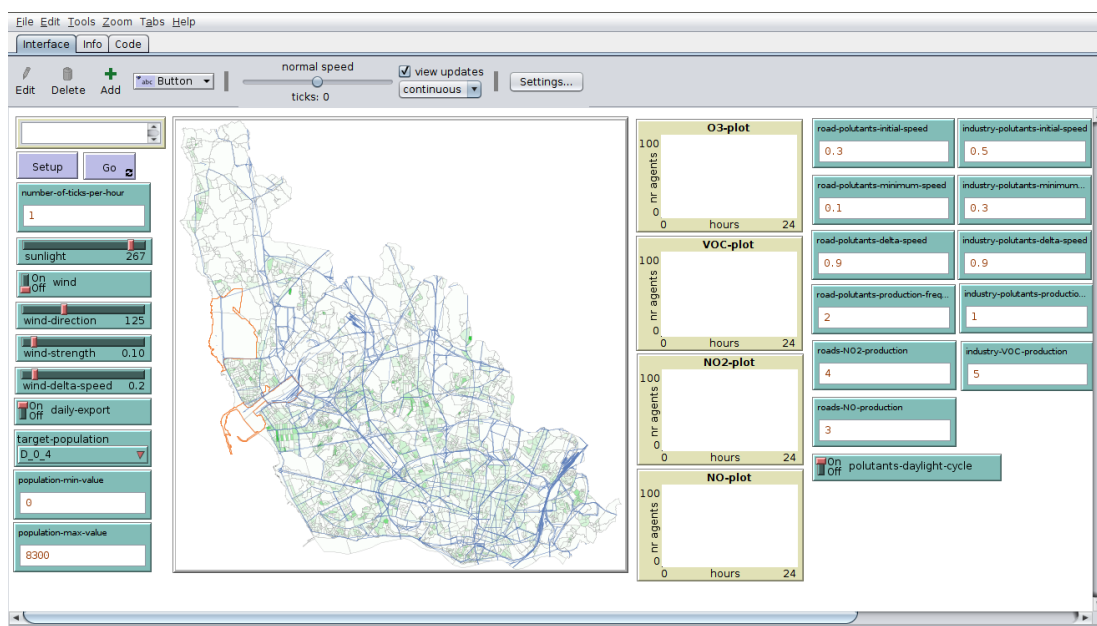 File Edit Tools Zoom Tabs Help
Interface Info Code
Edit Delete Add abc Button normal speed ticks: 0 view updates continuous Settings...
Setup Go
number-of-ticks-per-hour
1
sunlight 267
On Off wind
wind-direction 125
wind-strength 0.10
wind-delta-speed 0.2
On Off daily-export
target-population
D_0_4
population-min-value
0
population-max-value
8300
O3-plot
100
nr agents
0
0 hours 24
VOC-plot
100
nr agents
0
0 hours 24
NO2-plot
100
nr agents
0
0 hours 24
NO-plot
100
nr agents
0
0 hours 24
road-polutants-initial-speed
0.3
industry-polutants-initial-speed
0.5
road-polutants-minimum-speed
0.1
industry-polutants-minimum...
0.3
road-polutants-delta-speed
0.9
industry-polutants-delta-speed
0.9
road-polutants-production-freq...
2
industry-polutants-productio...
1
roads-NO2-production
4
industry-VOC-production
5
roads-NO-production
3
On Off polutants-daylight-cycle